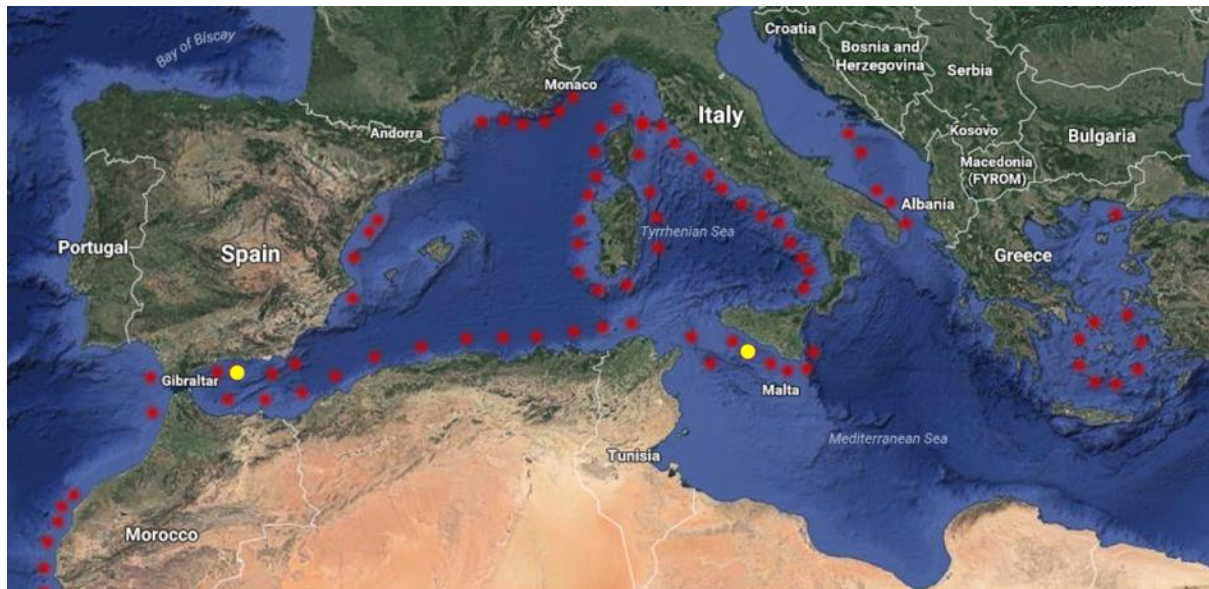 Bay of Biscay
Croatia
Bosnia and
Herzegovina
Serbia
Monaco
Italy
Andorra
Kosovo
Bulgaria
Macedonia
(FYROM)
Albania
Portugal
Spain
Tyrrhenian Sea
Greece
Gibraltar
Malta
Mediterranean Sea
Tunisia
Morocco